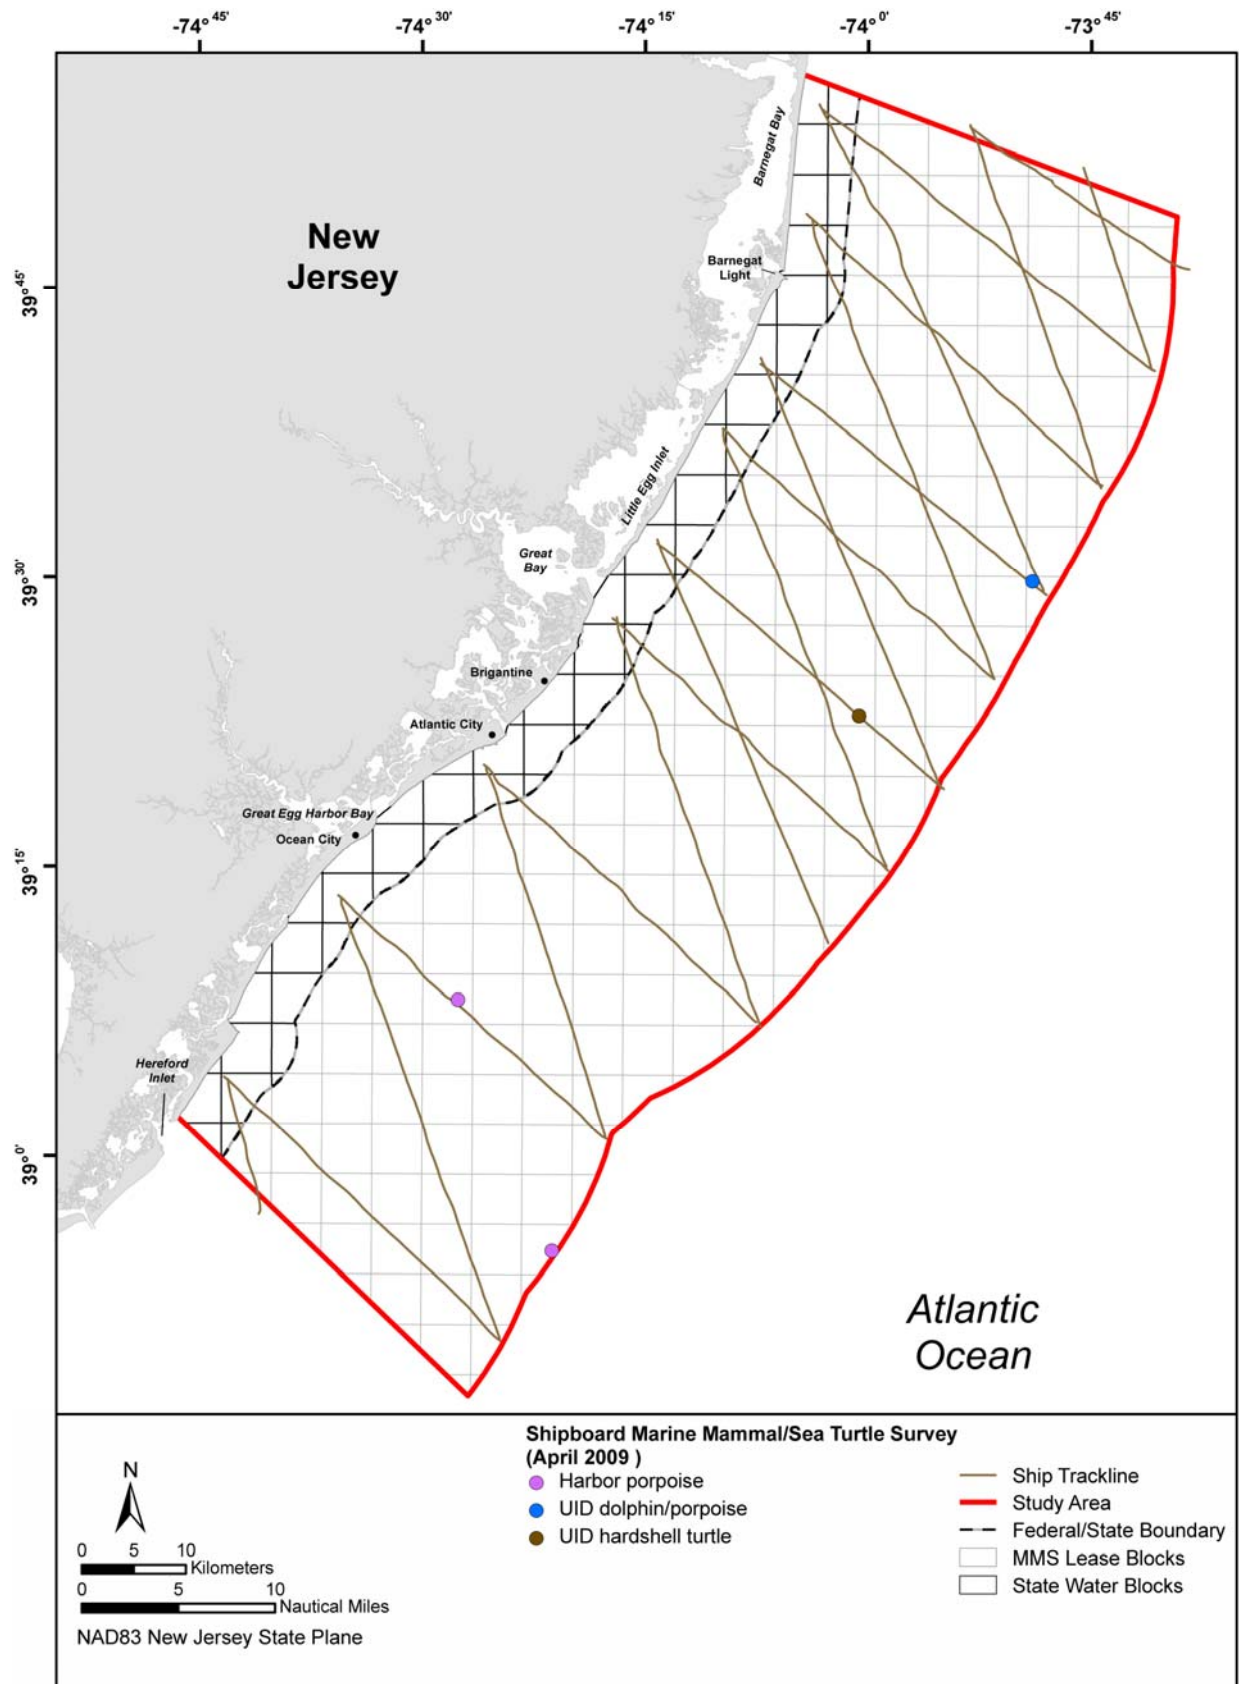 -74° 45'
-74° 30'
-74° 15'
-74° 0'
-73° 45'
39° 45'
39° 30'
39° 15'
39° 0'
New
Jersey
Barnegat Bay
Barnegat
Light
Little Egg Inlet
Great
Bay
Brigantine
Atlantic City
Great Egg Harbor Bay
Ocean City
Hereford
Inlet
Atlantic
Ocean
N
0 5 10
Kilometers
0 5 10
Nautical Miles
NAD83 New Jersey State Plane
Shipboard Marine Mammal/Sea Turtle Survey
(April 2009 )
Harbor porpoise
UID dolphin/porpoise
UID hardshell turtle
Ship Trackline
Study Area
Federal/State Boundary
MMS Lease Blocks
State Water Blocks